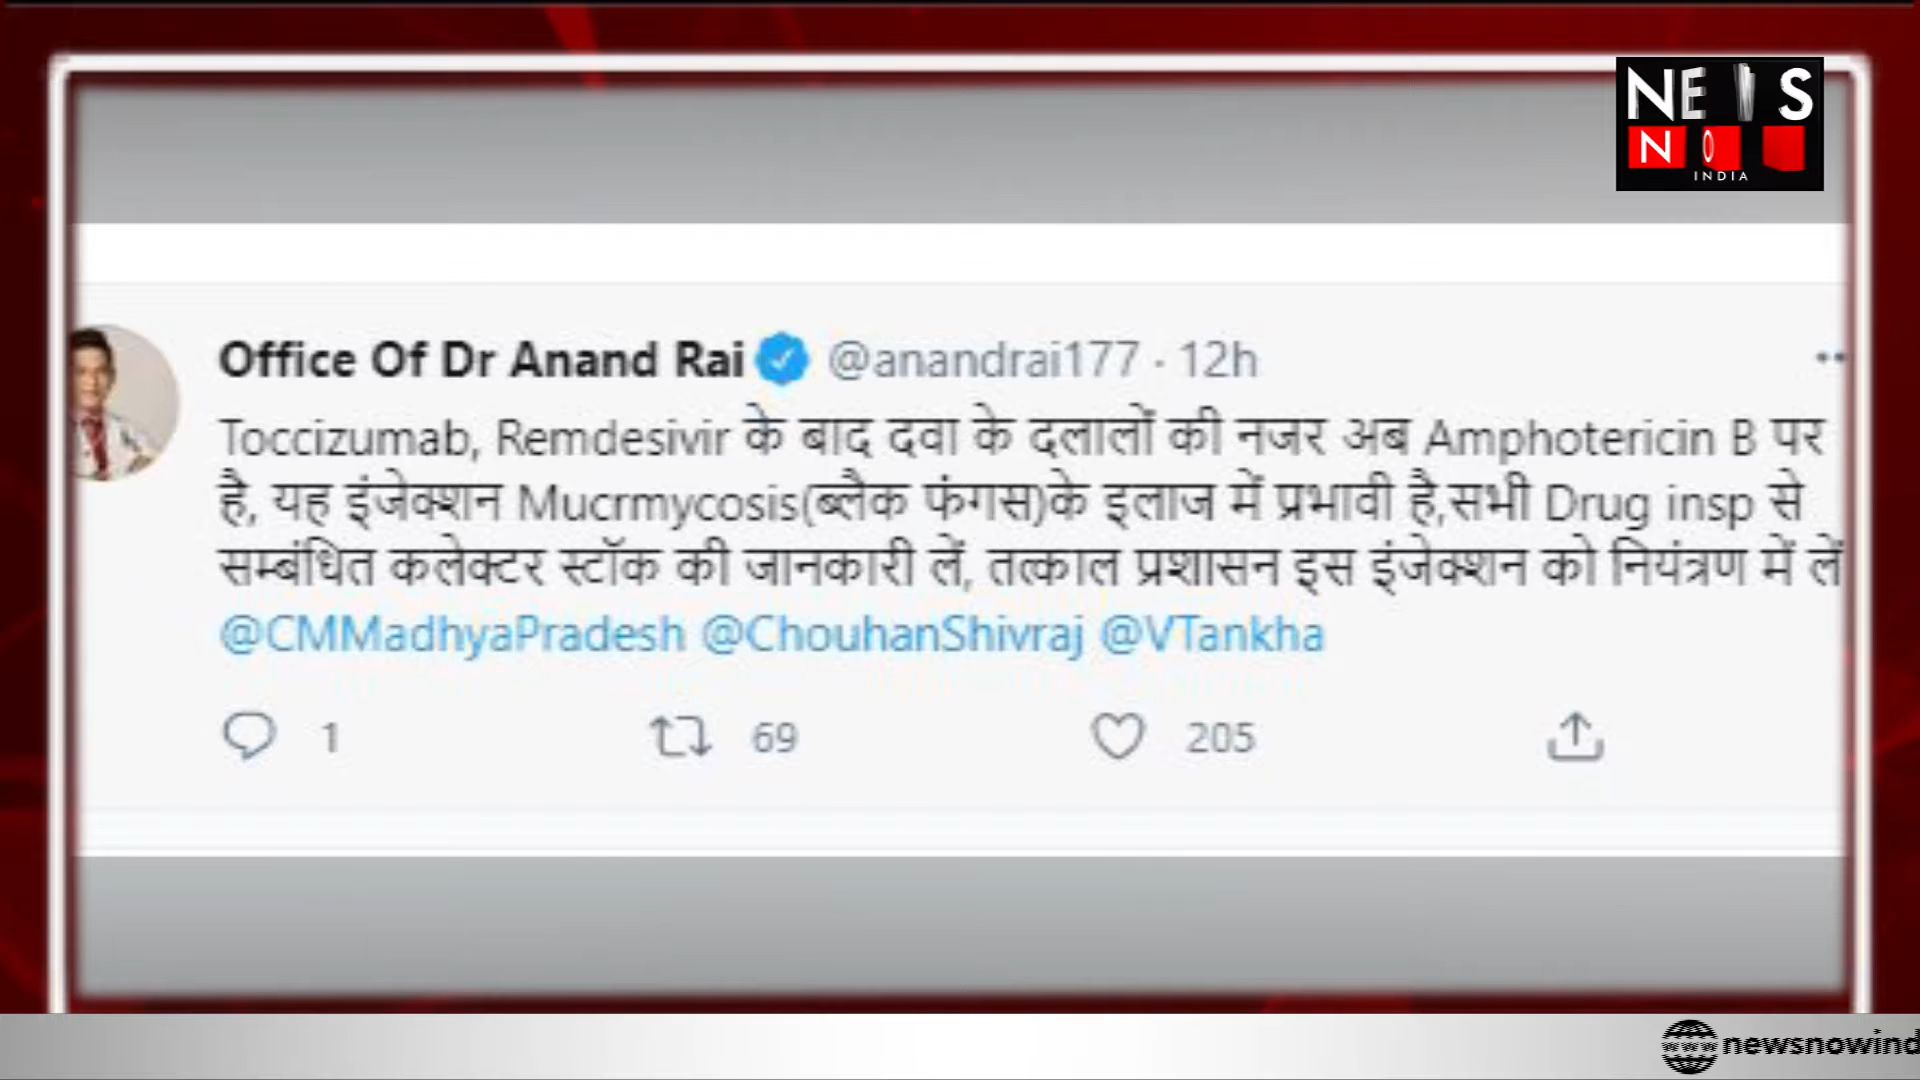 NE S
N O
INDIA
Office Of Dr Anand Rai @anandrai177 · 12h
Toccizumab, Remdesivir के बाद दवा के दलालों की नजर अब Amphotericin B पर
है, यह इंजेक्शन Mucrmycosis(ब्लैक फंगस)के इलाज में प्रभावी है,सभी Drug insp से
सम्बंधित कलेक्टर स्टॉक की जानकारी लें, तत्काल प्रशासन इस इंजेक्शन को नियंत्रण में लें
@CMMadhyaPradesh @ChouhanShivraj @VTankha
1 69 205
www newsnowind